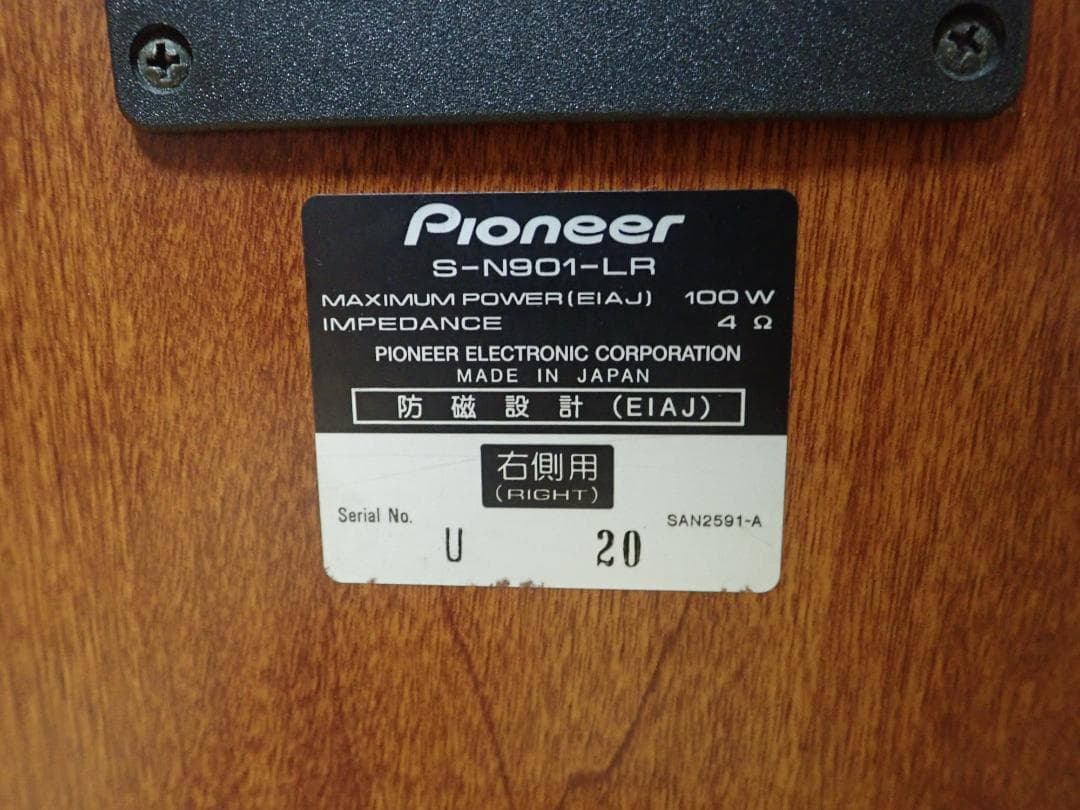 Pioneer
S-N901-LR
MAXIMUM POWER(EIAJ) 100 W
IMPEDANCE 4 Ω
PIONEER ELECTRONIC CORPORATION
MADE IN JAPAN
防磁設計 (EIAJ)
右側用
(RIGHT)
Serial No. SAN2591-A
U 20